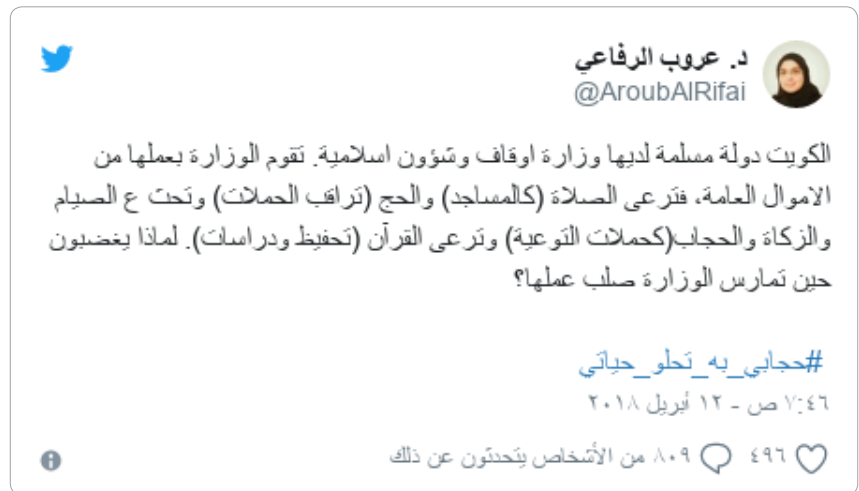 د. عروب الرفاعي
@AroubAlRifai
الكويت دولة مسلمة لديها وزارة اوقاف وشؤون اسلامية. تقوم الوزارة بعملها من
الاموال العامة، فترعى الصلاة (كالمساجد) والحج (تراقب الحملات) وتحث ع الصيام
والزكاة والحجاب(كحملات التوعية) وترعى القرآن (تحفيظ ودراسات). لماذا يغضبون
حين تمارس الوزارة صلب عملها؟
#حجابي_به_تحلو_حياتي
٧:٤٦ ص - ١٢ أبريل ٢٠١٨
٤٩٦ ٨٠٩ من الأشخاص يتحدثون عن ذلك